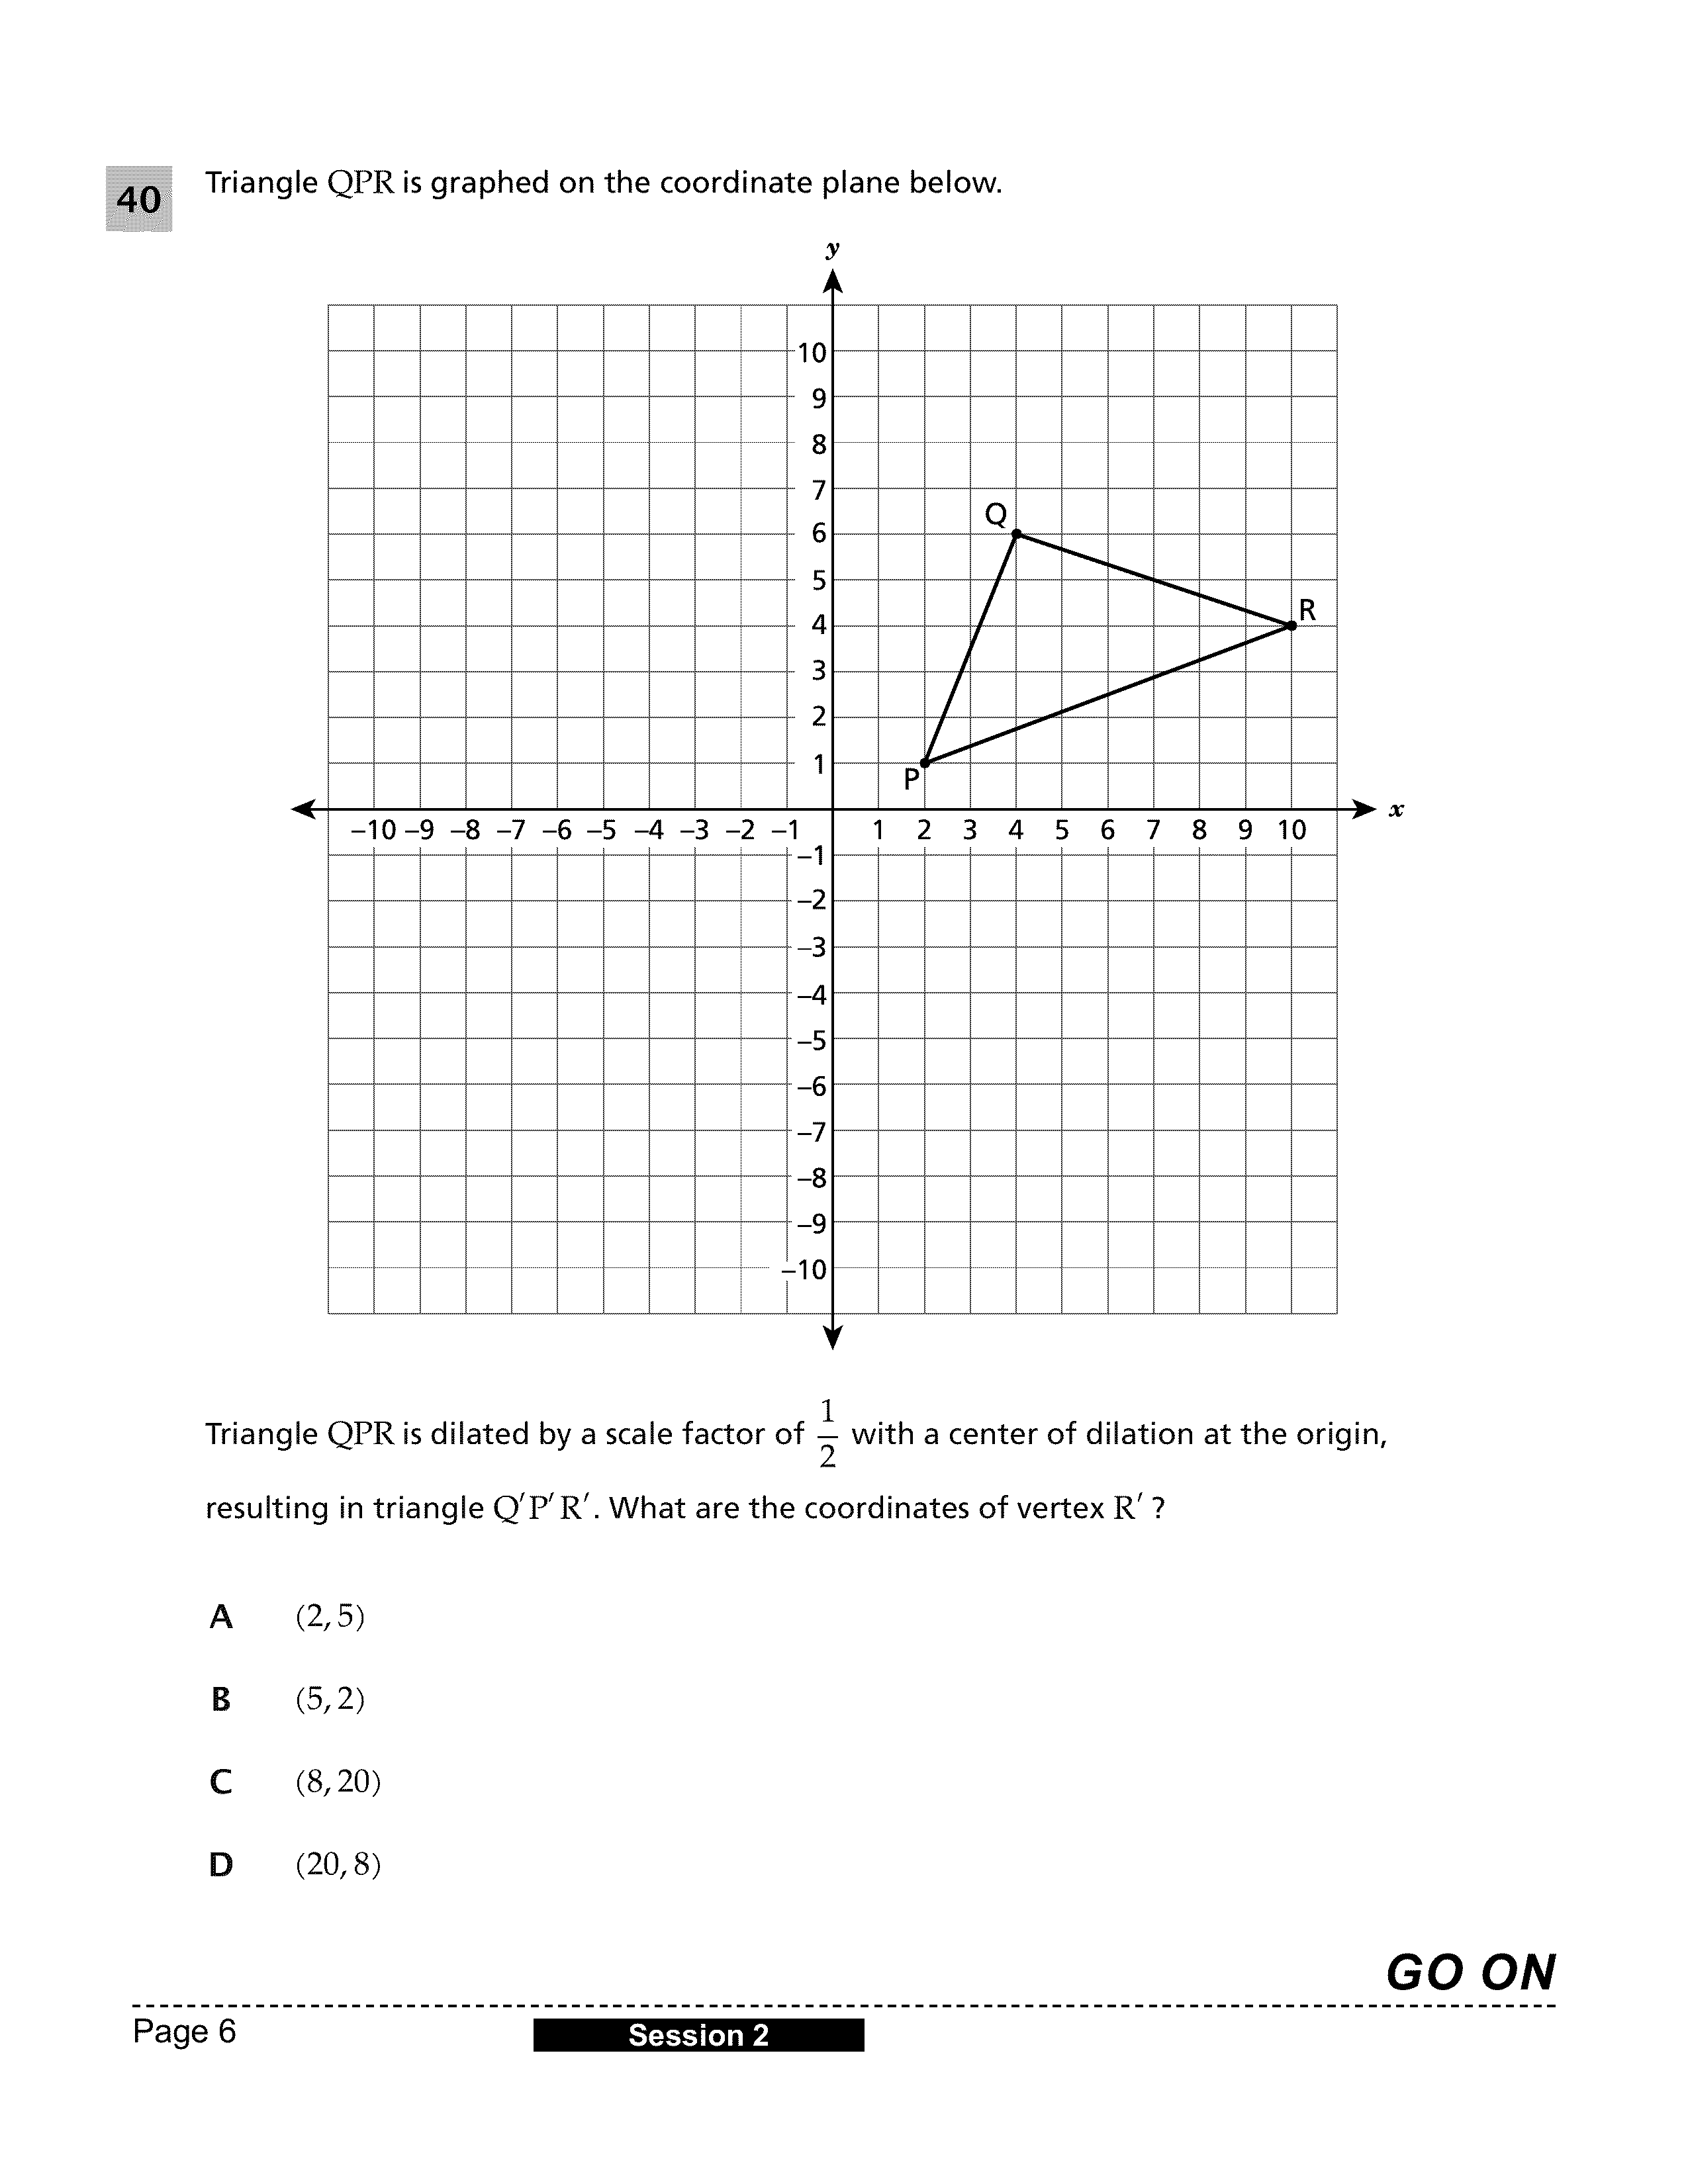 40 Triangle QPR is graphed on the coordinate plane below.
y
10
9
8
7
Q
6
5
R
4
3
2
1
P
x
–10 –9 –8 –7 –6 –5 –4 –3 –2 –1 1 2 3 4 5 6 7 8 9 10
–1
–2
–3
–4
–5
–6
–7
–8
–9
–10
Triangle QPR is dilated by a scale factor of 1/2 with a center of dilation at the origin,
resulting in triangle Q′P′R′. What are the coordinates of vertex R′ ?
A (2, 5)
B (5, 2)
C (8, 20)
D (20, 8)
GO ON
Page 6 Session 2